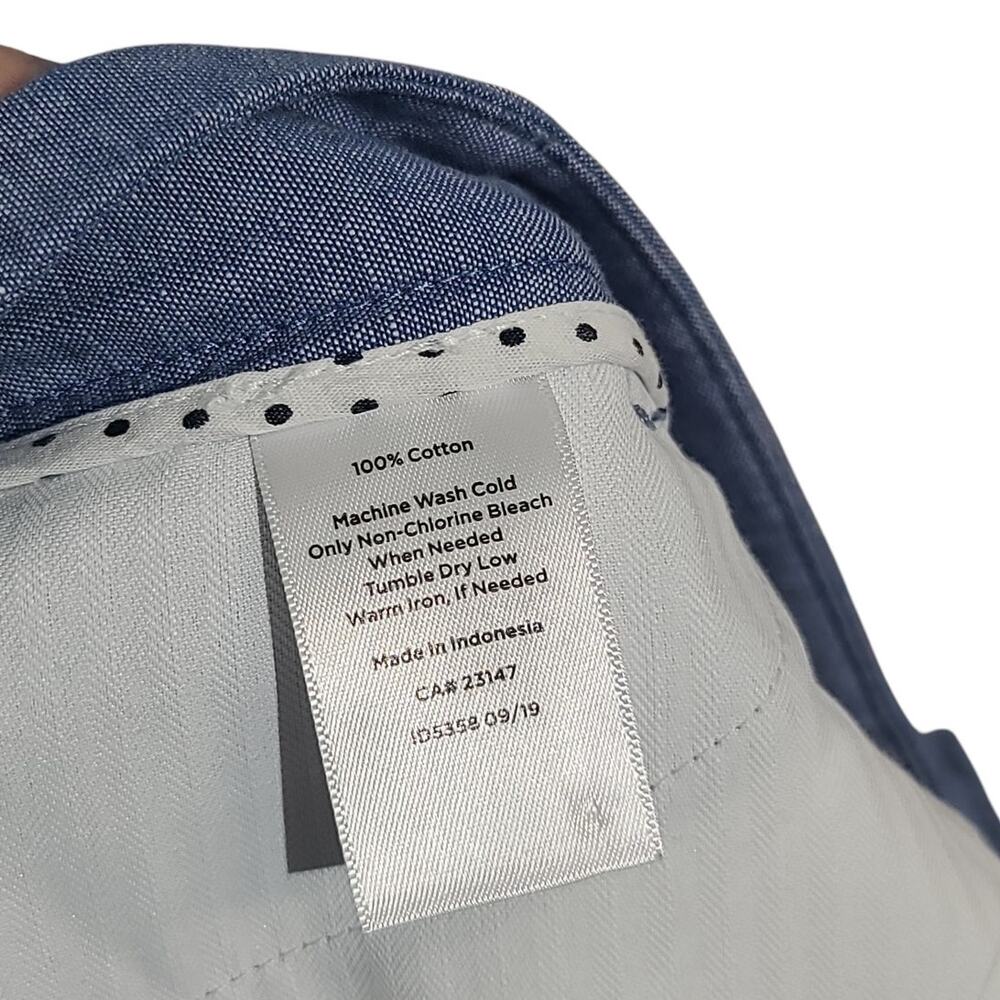 100% Cotton
Machine Wash Cold
Only Non-Chlorine Bleach
When Needed
Tumble Dry Low
Warm Iron, If Needed
Made in Indonesia
CA# 23147
ID5358 09/19